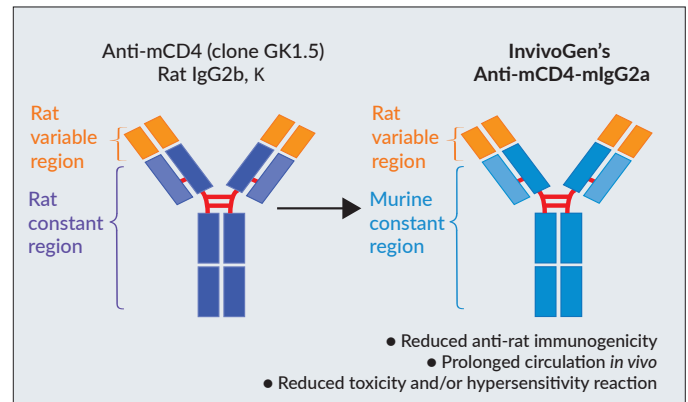 Anti-mCD4 (clone GK1.5)
Rat IgG2b, κ
InvivoGen's
Anti-mCD4-mIgG2a
Rat
variable
region
Rat
constant
region
Rat
variable
region
Murine
constant
region
● Reduced anti-rat immunogenicity
● Prolonged circulation in vivo
● Reduced toxicity and/or hypersensitivity reaction